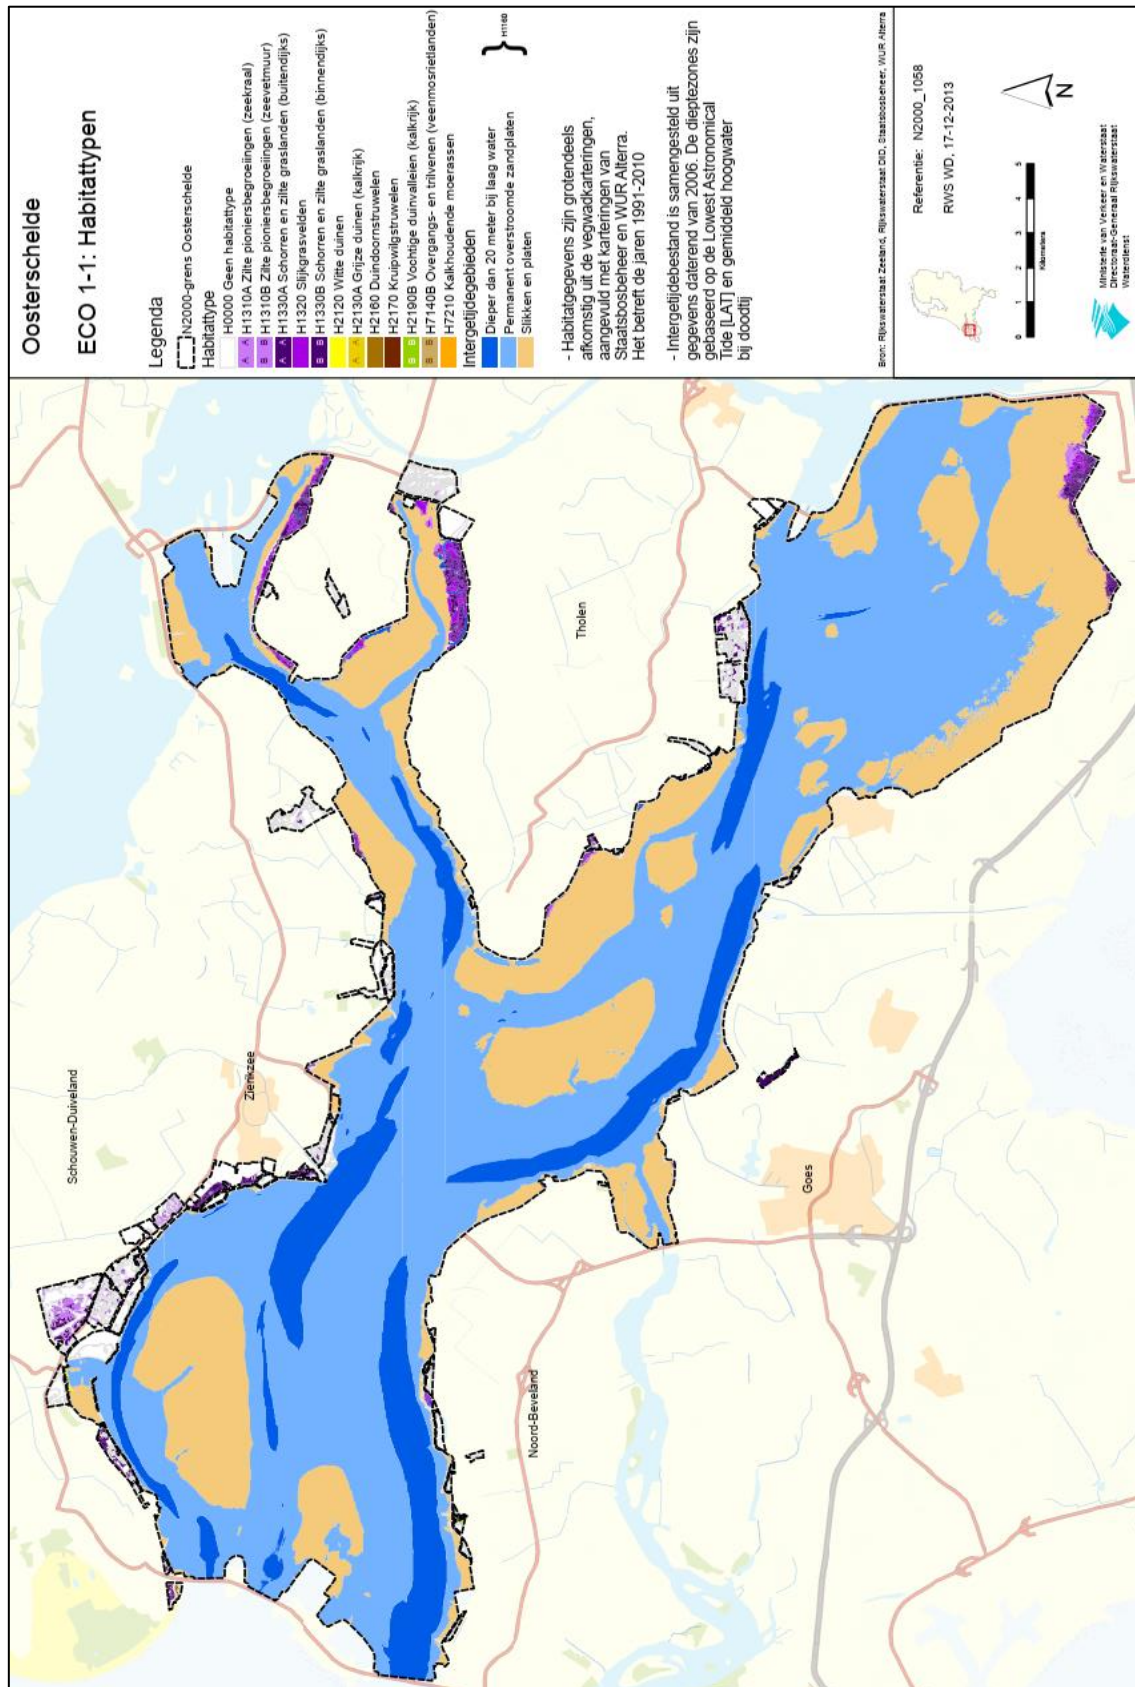 Oosterschelde
ECO 1-1: Habitattypen
Legenda
N2000-grens Oosterschelde
Habitattype
H0000 Geen habitattype
A A H1310A Zilte pioniersbegroeiingen (zeekraal)
B B H1310B Zilte pioniersbegroeiingen (zeevetmuur)
A A H1330A Schorren en zilte graslanden (buitendijks)
H1320 Slijkgrasvelden
B B H1330B Schorren en zilte graslanden (binnendijks)
H2120 Witte duinen
A A H2130A Grijze duinen (kalkrijk)
H2160 Duindoornstruwelen
H2170 Kruipwilgstruwelen
B B H2190B Vochtige duinvalleien (kalkrijk)
B B H7140B Overgangs- en trilvenen (veenmosrietlanden)
H7210 Kalkhoudende moerassen
Intergetijdegebieden
Dieper dan 20 meter bij laag water
Permanent overstroomde zandplaten
Slikken en platen
} H1160
- Habitatgegevens zijn grotendeels
afkomstig uit de vegwadkarteringen,
aangevuld met karteringen van
Staatsbosbeheer en WUR Alterra.
Het betreft de jaren 1991-2010
- Intergetijdebestand is samengesteld uit
gegevens daterend van 2006. De dieptezones zijn
gebaseerd op de Lowest Astronomical
Tide [LAT] en gemiddeld hoogwater
bij doodtij
Bron: Rijkswaterstaat Zeeland, Rijkswaterstaat DID, Staatsbosbeheer, WUR Alterra
Referentie: N2000_1058
RWS WD, 17-12-2013
0 1 2 3 4 5
Kilometers
N
Ministerie van Verkeer en Waterstaat
Directoraat-Generaal Rijkswaterstaat
Waterdienst
Schouwen-Duiveland
Zierikzee
Tholen
Noord-Beveland
Goes